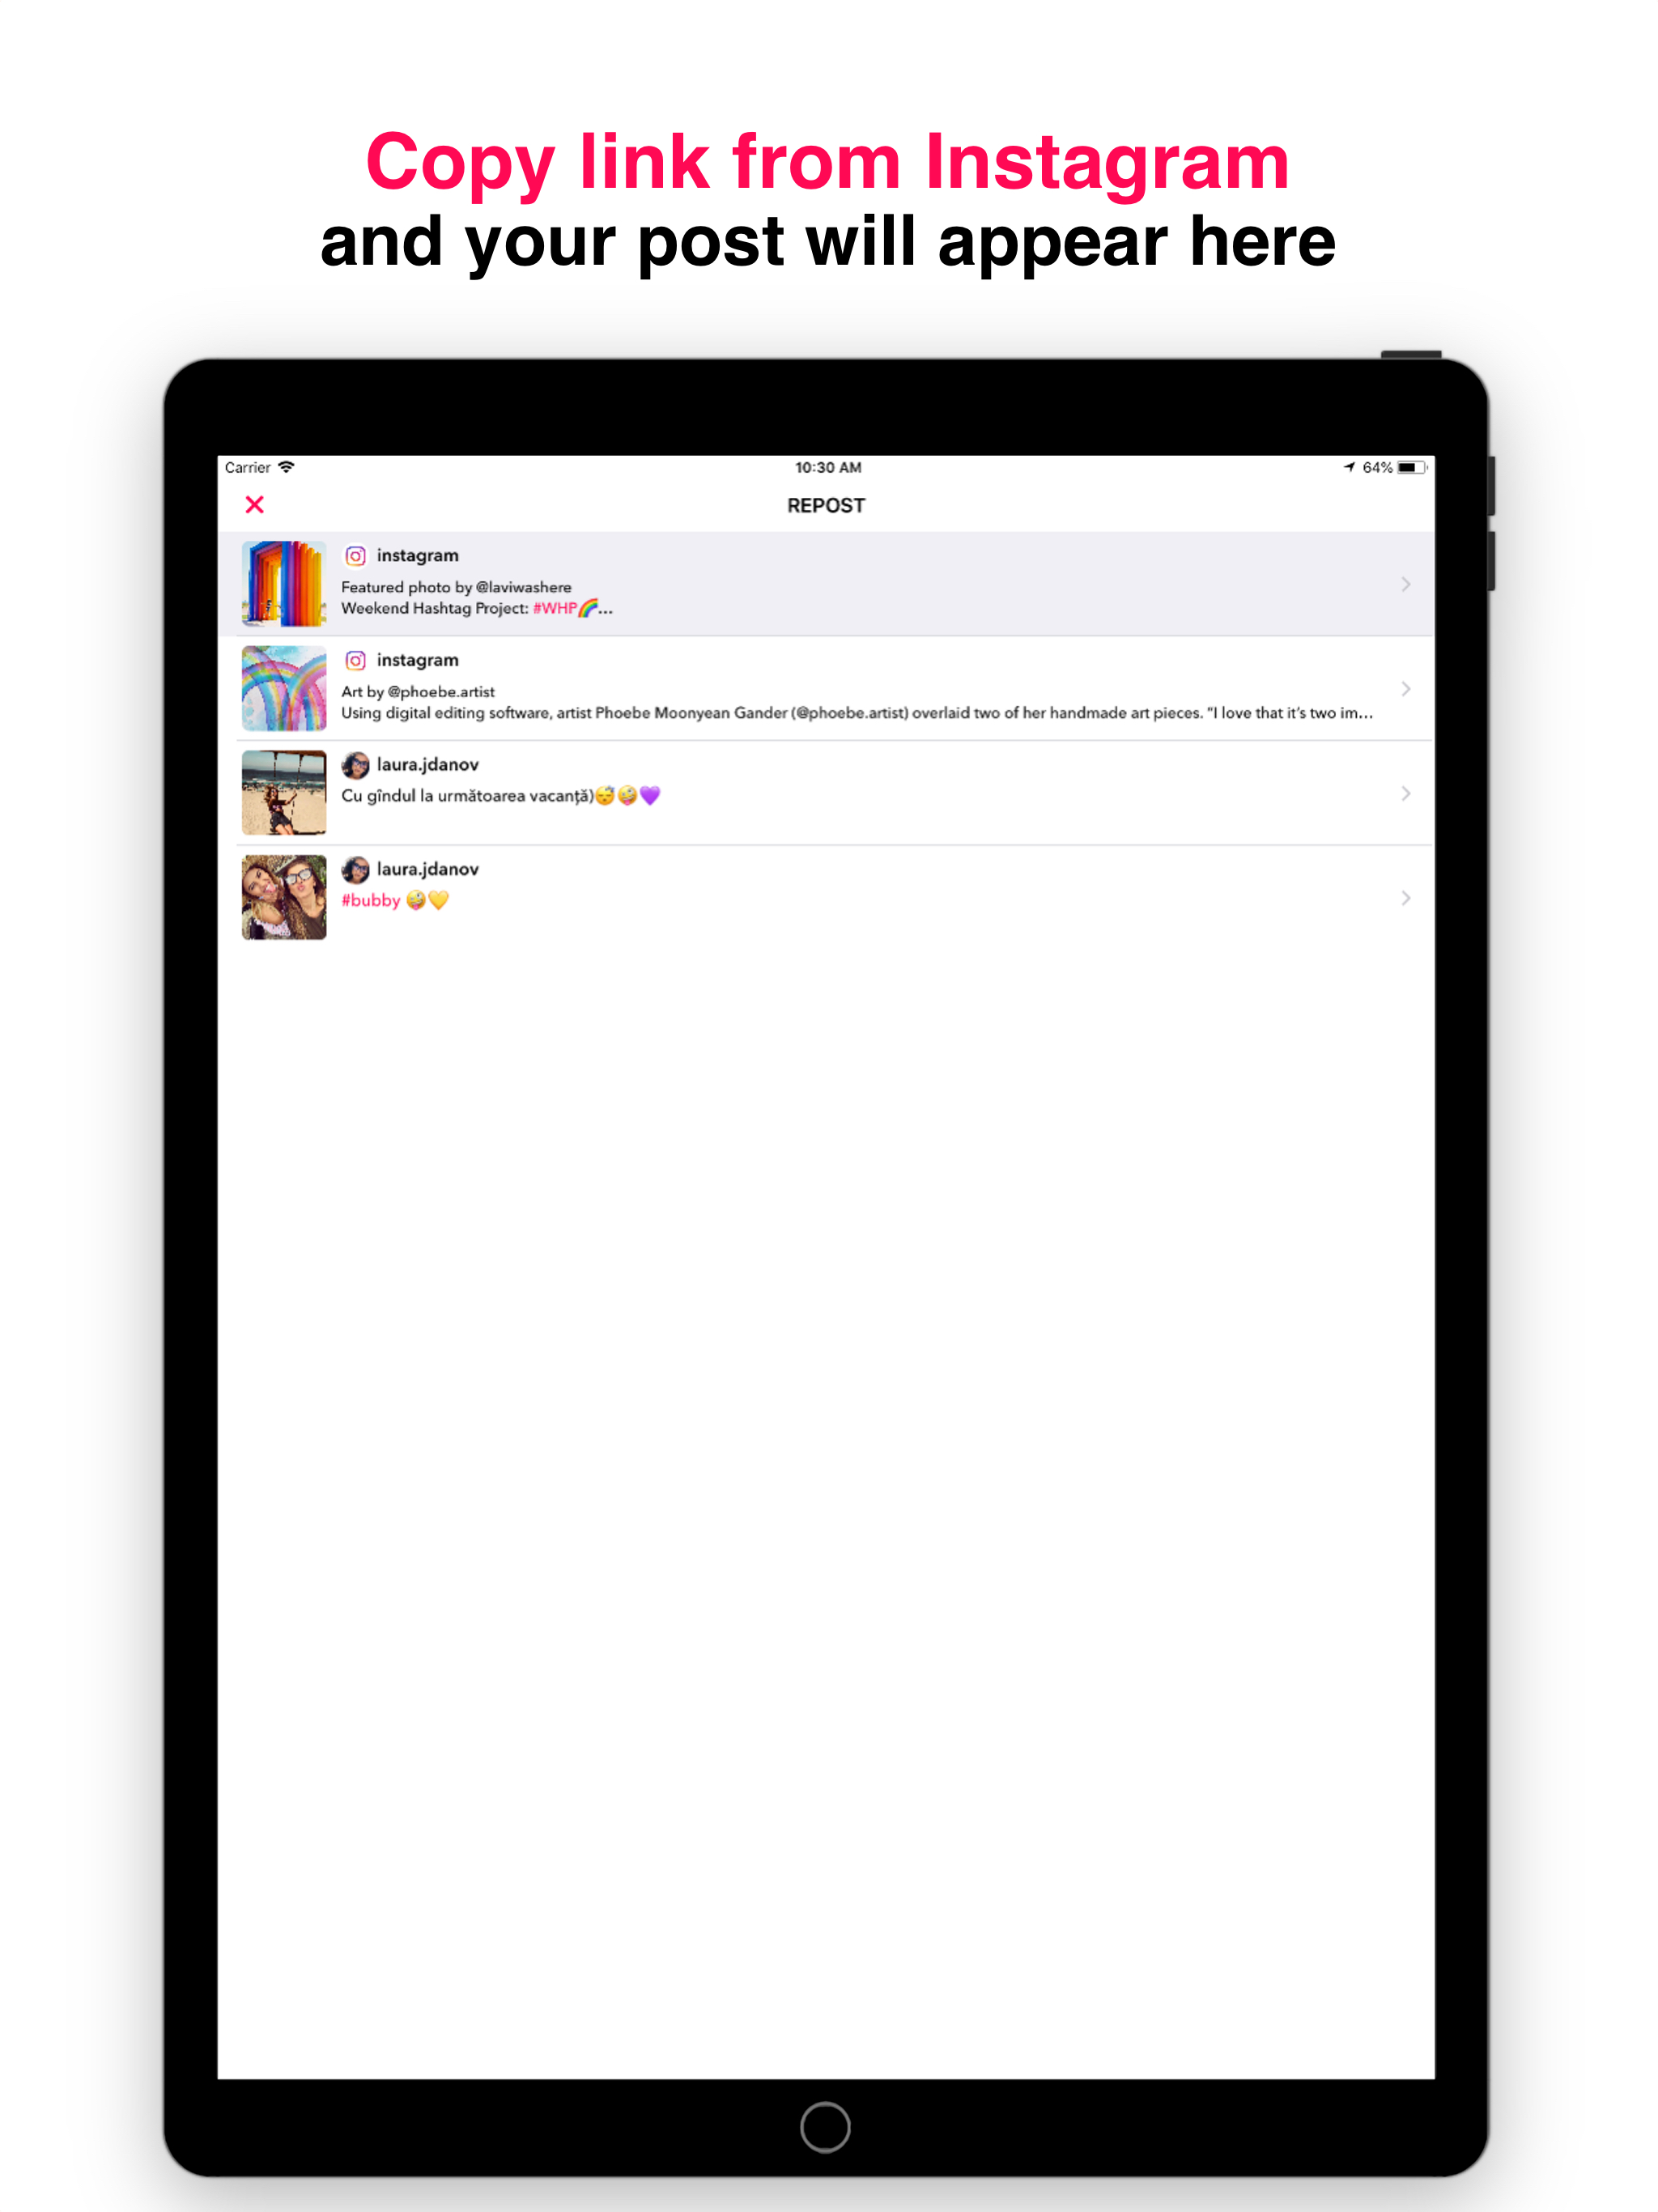 Copy link from Instagram
and your post will appear here
Carrier 10:30 AM 64%
REPOST
instagram
Featured photo by @laviwashere
Weekend Hashtag Project: #WHP🌈...
instagram
Art by @phoebe.artist
Using digital editing software, artist Phoebe Moonyean Gander (@phoebe.artist) overlaid two of her handmade art pieces. “I love that it’s two im...
laura.jdanov
Cu gîndul la următoarea vacanță)😴🤪💜
laura.jdanov
#bubby 🤪💛